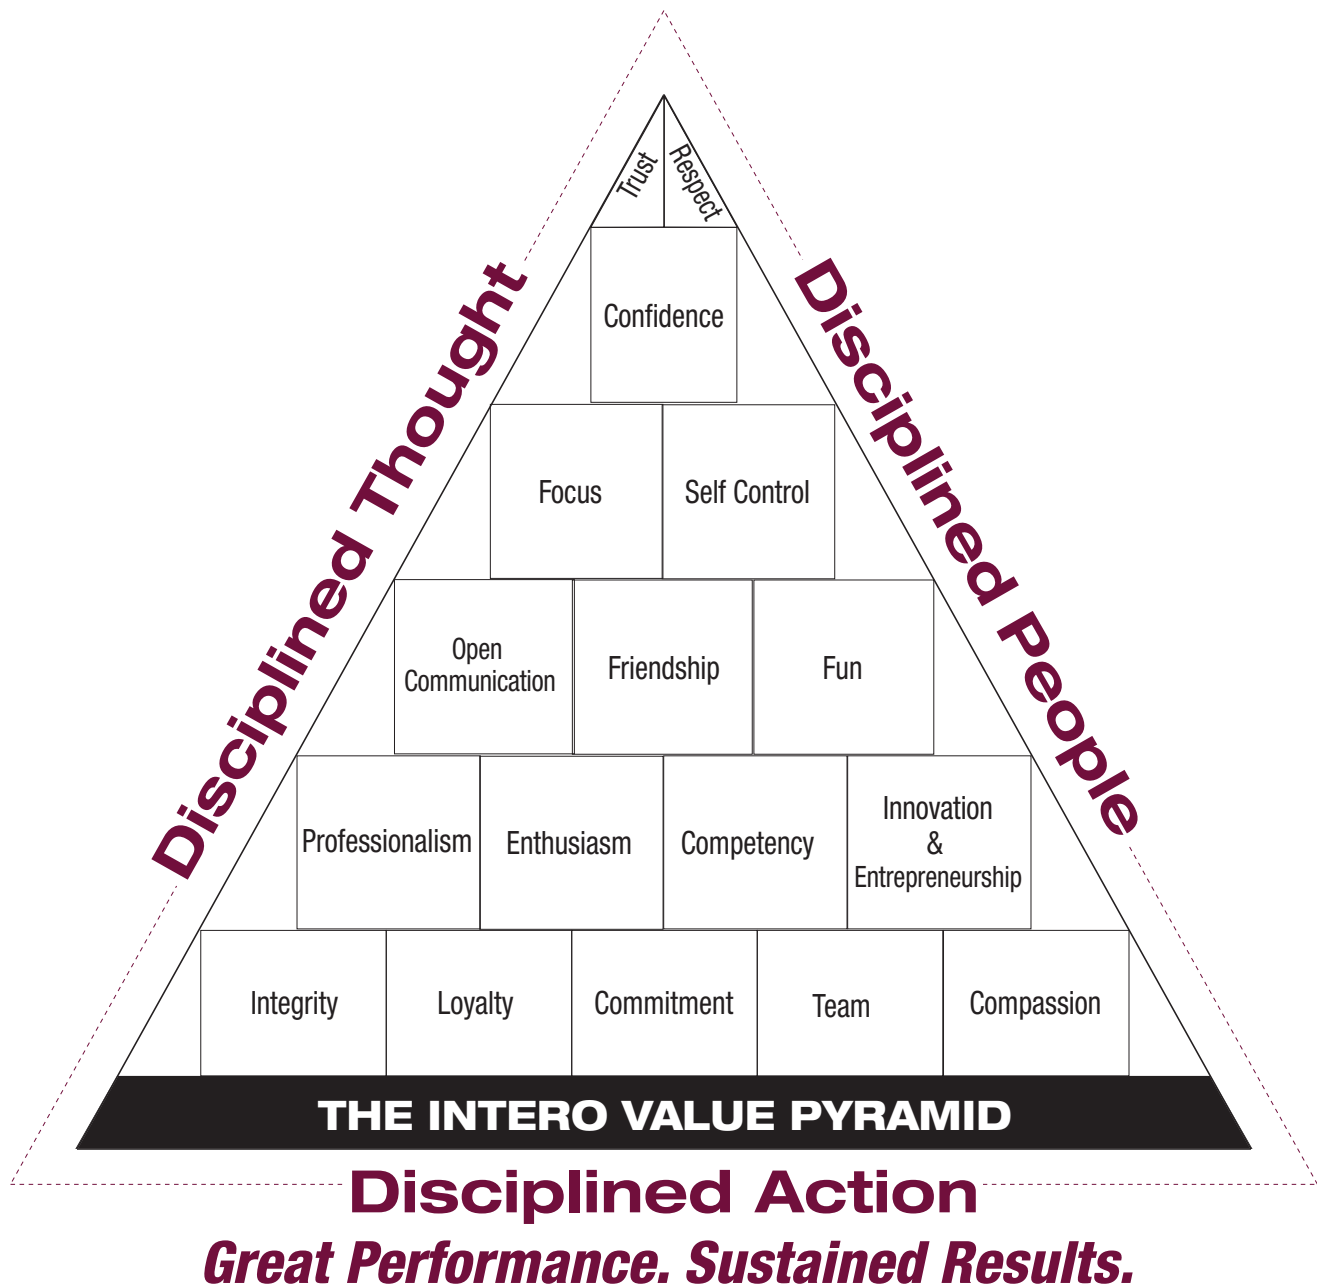 Trust
Respect
Confidence
Focus
Self Control
Open
Communication
Friendship
Fun
Professionalism
Enthusiasm
Competency
Innovation
&
Entrepreneurship
Integrity
Loyalty
Commitment
Team
Compassion
THE INTERO VALUE PYRAMID
Disciplined Thought
Disciplined People
Disciplined Action
Great Performance. Sustained Results.